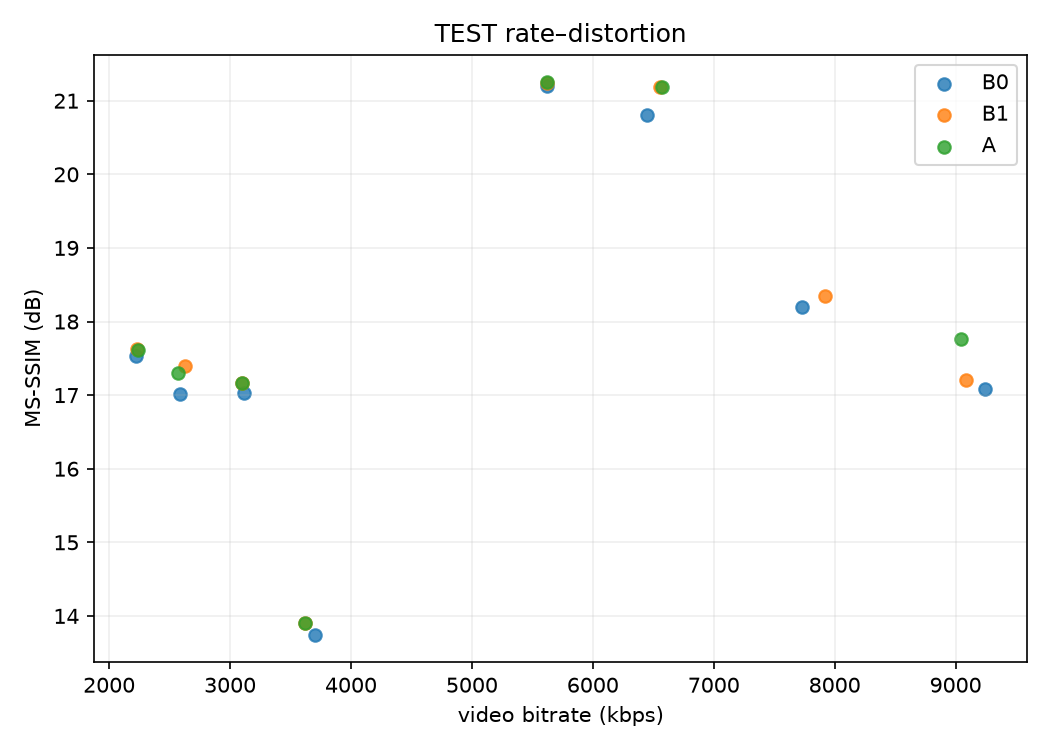 TEST rate–distortion
B0
B1
A
MS-SSIM (dB)
21
20
19
18
17
16
15
14
2000 3000 4000 5000 6000 7000 8000 9000
video bitrate (kbps)